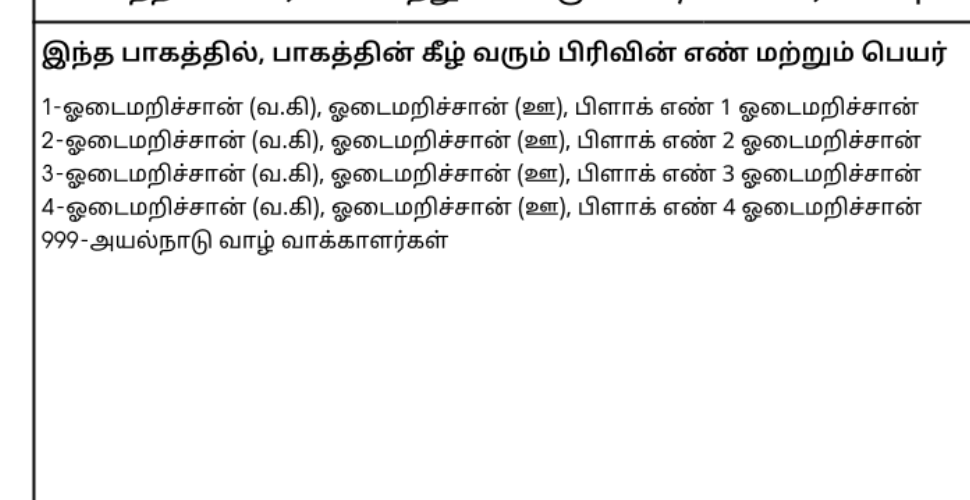 இந்த பாகத்தில், பாகத்தின் கீழ் வரும் பிரிவின் எண் மற்றும் பெயர்
1-ஓடைமறிச்சான் (வ.கி), ஓடைமறிச்சான் (ஊ), பிளாக் எண் 1 ஓடைமறிச்சான்
2-ஓடைமறிச்சான் (வ.கி), ஓடைமறிச்சான் (ஊ), பிளாக் எண் 2 ஓடைமறிச்சான்
3-ஓடைமறிச்சான் (வ.கி), ஓடைமறிச்சான் (ஊ), பிளாக் எண் 3 ஓடைமறிச்சான்
4-ஓடைமறிச்சான் (வ.கி), ஓடைமறிச்சான் (ஊ), பிளாக் எண் 4 ஓடைமறிச்சான்
999-அயல்நாடு வாழ் வாக்காளர்கள்